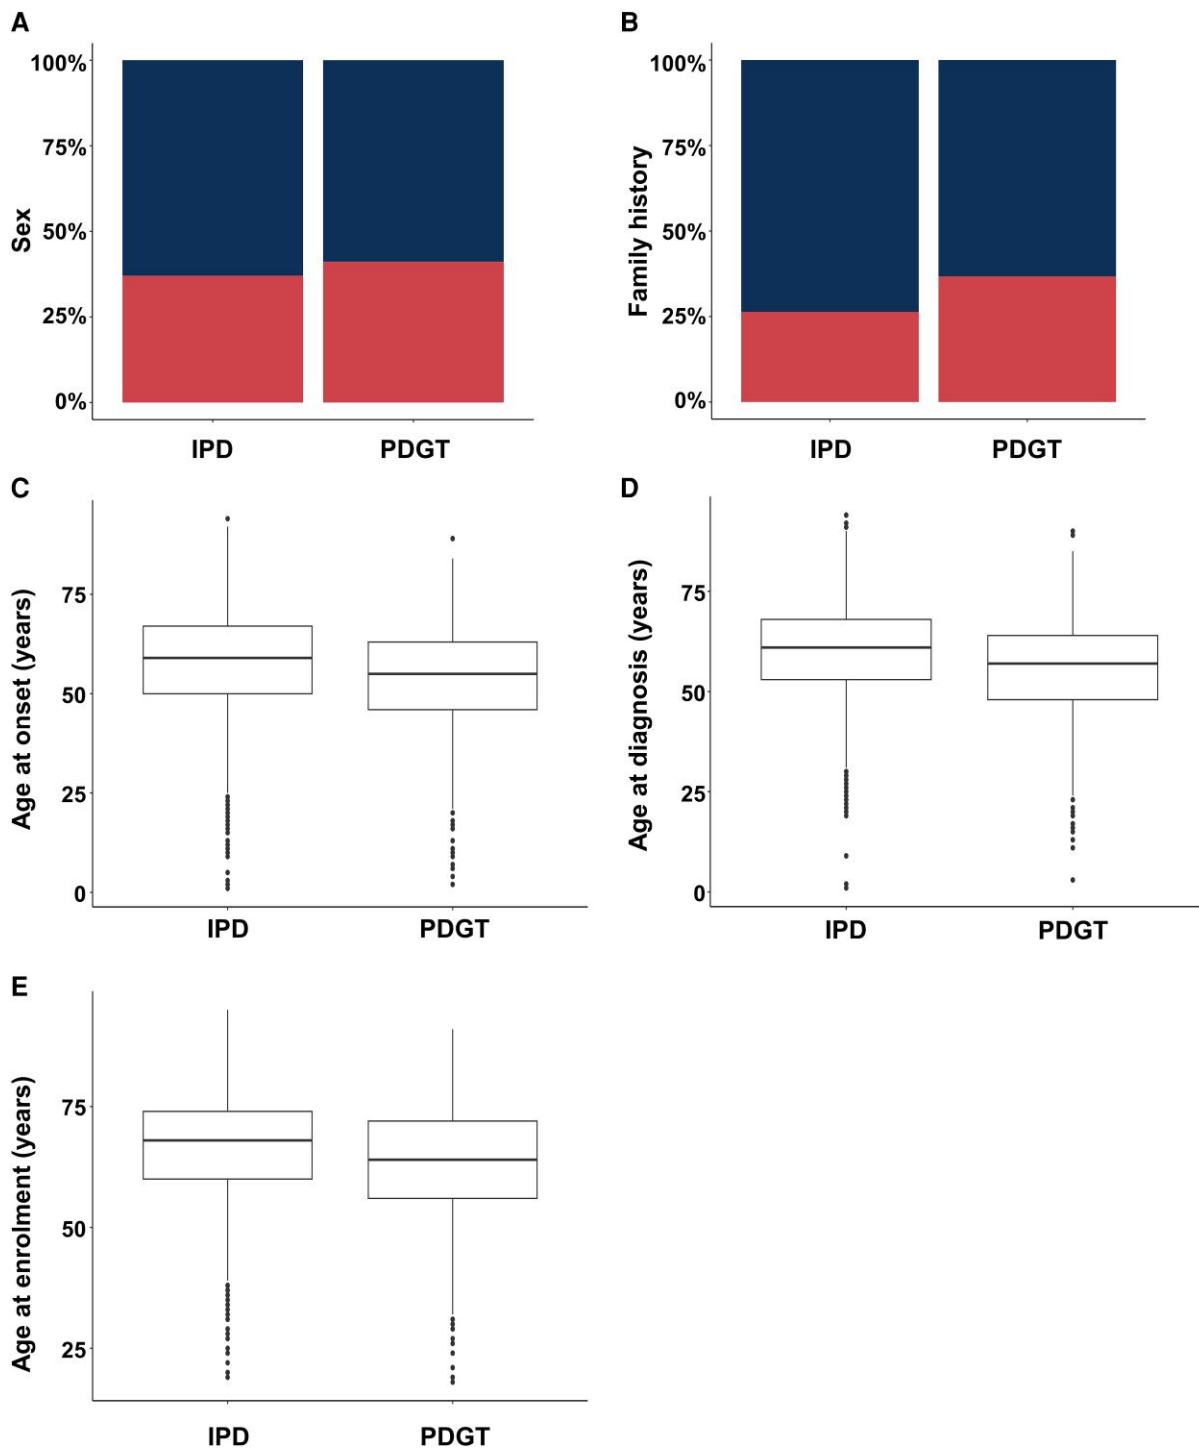 A
Sex
100%
75%
50%
25%
0%
IPD PDGT
B
Family history
100%
75%
50%
25%
0%
IPD PDGT
C
Age at onset (years)
75
50
25
0
IPD PDGT
D
Age at diagnosis (years)
75
50
25
0
IPD PDGT
E
Age at enrolment (years)
75
50
25
IPD PDGT